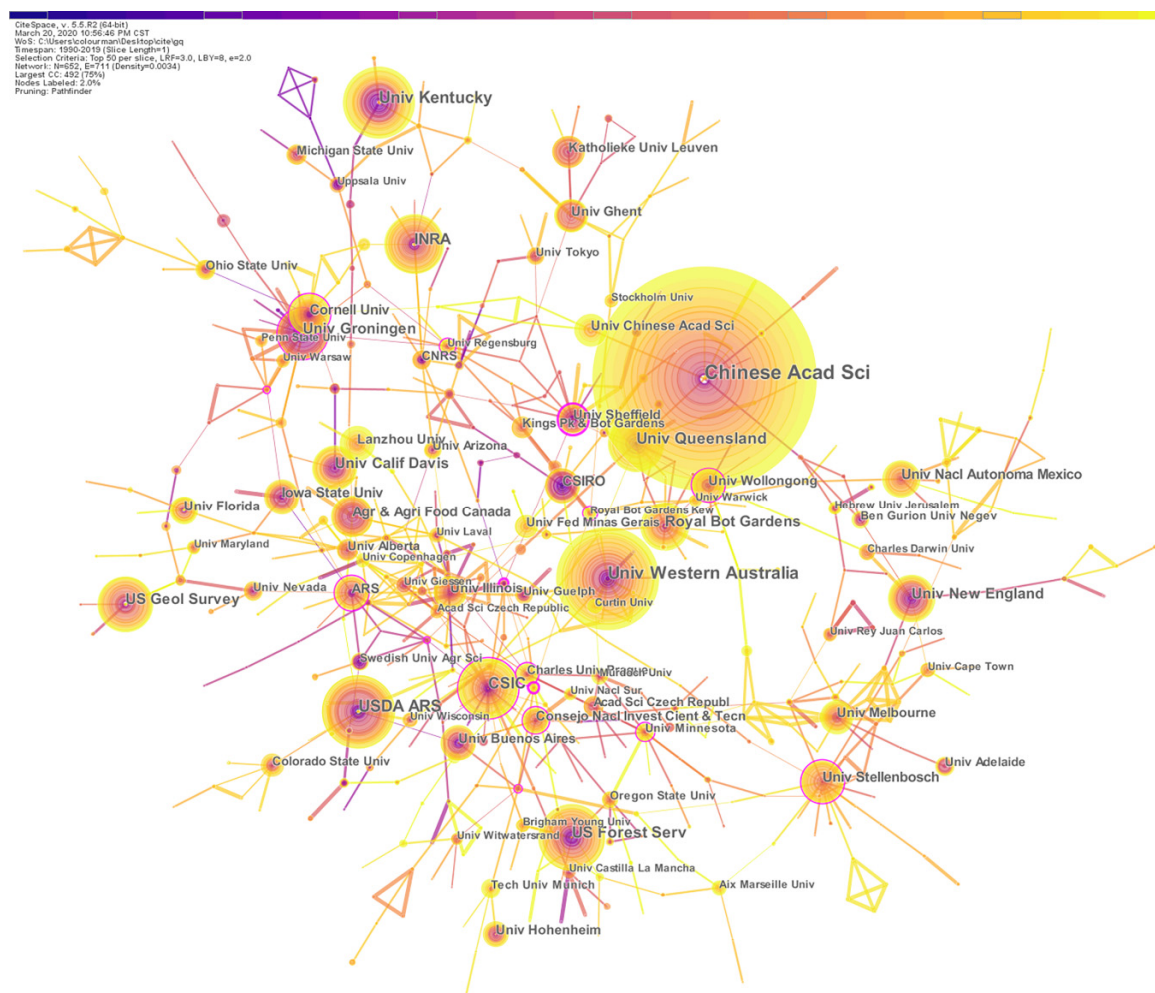 CiteSpace, v. 5.5.R2 (64-bit)
March 20, 2020 10:56:46 PM CST
WoS: C:\Users\colourman\Desktop\cite\gq
Timespan: 1990-2019 (Slice Length=1)
Selection Criteria: Top 50 per slice, LRF=3.0, LBY=8, e=2.0
Network: N=652, E=711 (Density=0.0034)
Largest CC: 492 (75%)
Nodes Labeled: 2.0%
Pruning: Pathfinder
Univ Kentucky
Michigan State Univ
Katholieke Univ Leuven
Uppsala Univ
Univ Ghent
INRA
Univ Tokyo
Ohio State Univ
Stockholm Univ
Cornell Univ
Univ Groningen
Univ Chinese Acad Sci
Penn State Univ
Univ Regensburg
Univ Warsaw
CNRS
Chinese Acad Sci
Univ Sheffield
Kings Pk & Bot Gardens
Lanzhou Univ
Univ Arizona
Univ Queensland
Univ Calif Davis
CSIRO
Univ Wollongong
Univ Nacl Autonoma Mexico
Iowa State Univ
Univ Warwick
Univ Florida
Agr & Agri Food Canada
Royal Bot Gardens Kew
Hebrew Univ Jerusalem
Univ Fed Minas Gerais
Royal Bot Gardens
Ben Gurion Univ Negev
Univ Laval
Univ Maryland
Univ Alberta
Univ Copenhagen
Charles Darwin Univ
Univ Western Australia
Univ Nevada
ARS
Univ Giessen
Univ Illinois
Univ Guelph
US Geol Survey
Curtin Univ
Univ New England
Acad Sci Czech Republic
Univ Rey Juan Carlos
Swedish Univ Agr Sci
Charles Univ Prague
Murdoch Univ
Univ Cape Town
CSIC
Univ Nacl Sur
Acad Sci Czech Republ
USDA ARS
Univ Wisconsin
Consejo Nacl Invest Cient & Tecn
Univ Melbourne
Univ Minnesota
Univ Buenos Aires
Colorado State Univ
Univ Adelaide
Univ Stellenbosch
Oregon State Univ
Brigham Young Univ
Univ Witwatersrand
US Forest Serv
Univ Castilla La Mancha
Tech Univ Munich
Aix Marseille Univ
Univ Hohenheim